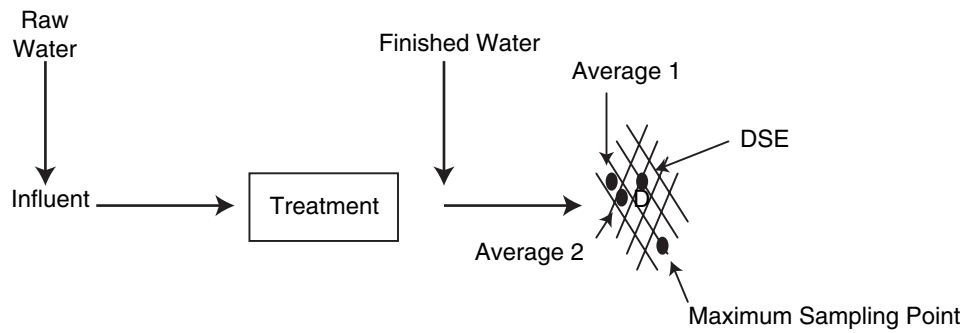 Raw
Water
Finished Water
Average 1
DSE
Influent
Treatment
D
Average 2
Maximum Sampling Point